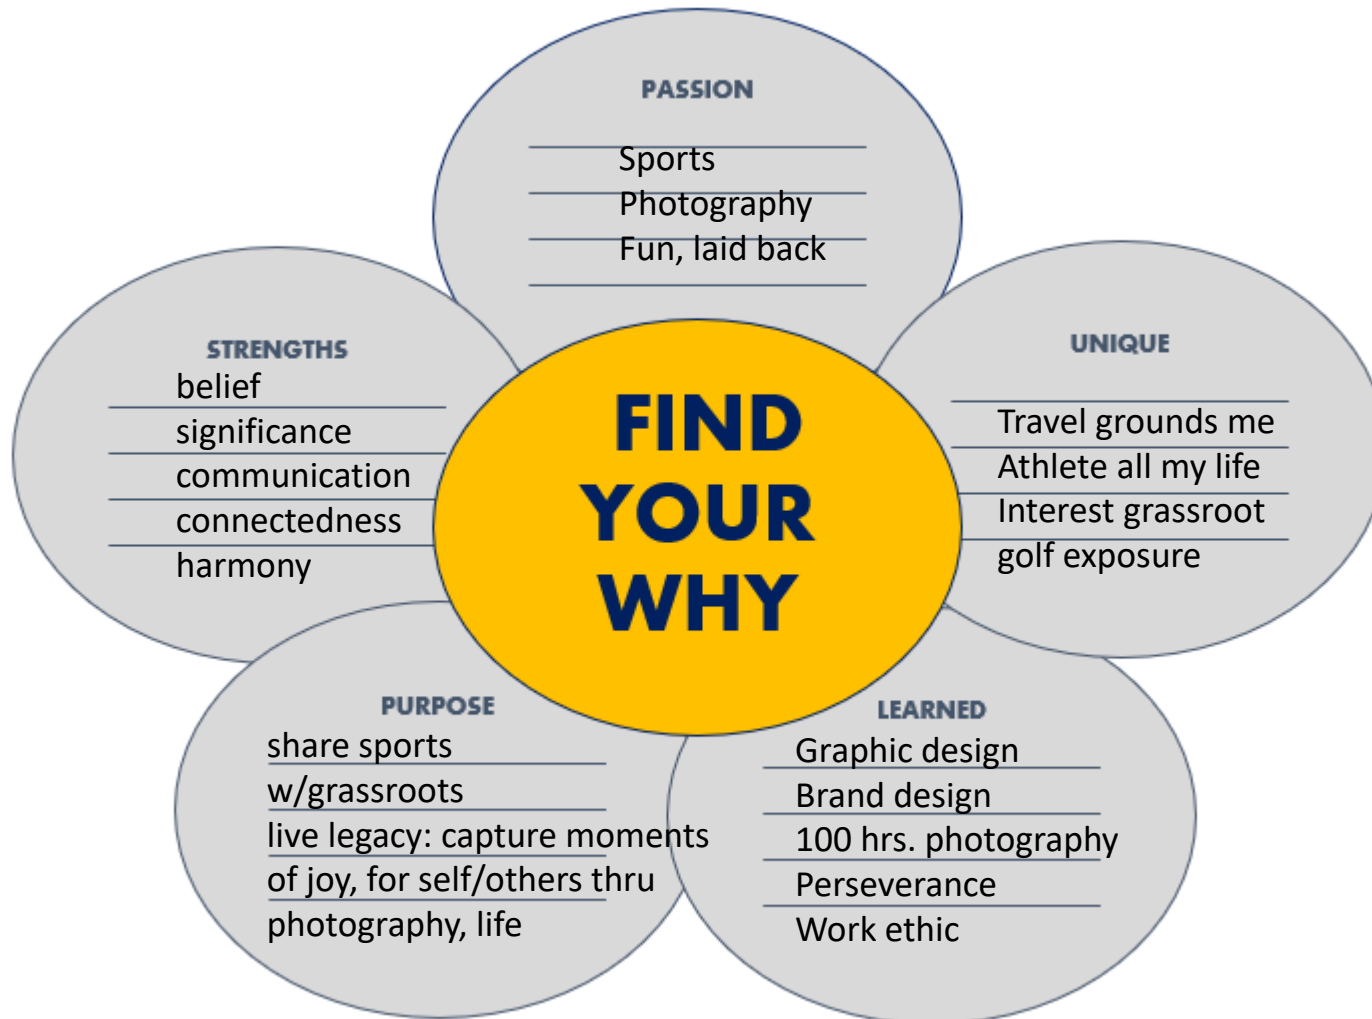 PASSION
Sports
Photography
Fun, laid back
STRENGTHS
belief
significance
communication
connectedness
harmony
FIND
YOUR
WHY
UNIQUE
Travel grounds me
Athlete all my life
Interest grassroot
golf exposure
PURPOSE
share sports
w/grassroots
live legacy: capture moments
of joy, for self/others thru
photography, life
LEARNED
Graphic design
Brand design
100 hrs. photography
Perseverance
Work ethic